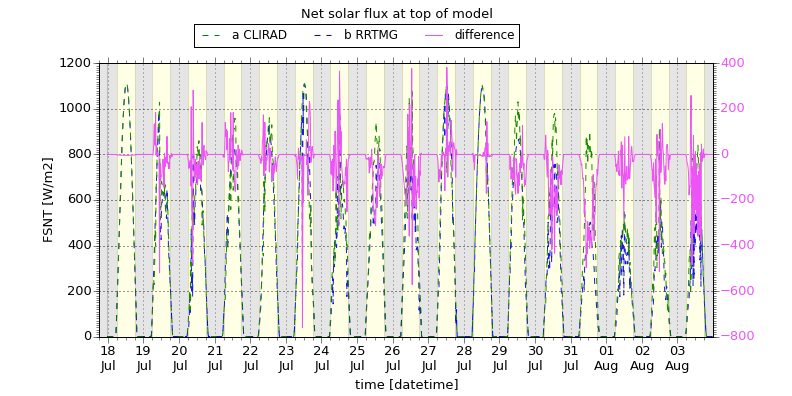 Net solar flux at top of model
a CLIRAD b RRTMG difference
1200 400
1000 200
800 0
600 −200
400 −400
200 −600
0 −800
FSNT [W/m2]
18 19 20 21 22 23 24 25 26 27 28 29 30 31 01 02 03
Jul Jul Jul Jul Jul Jul Jul Jul Jul Jul Jul Jul Jul Jul Aug Aug Aug
time [datetime]